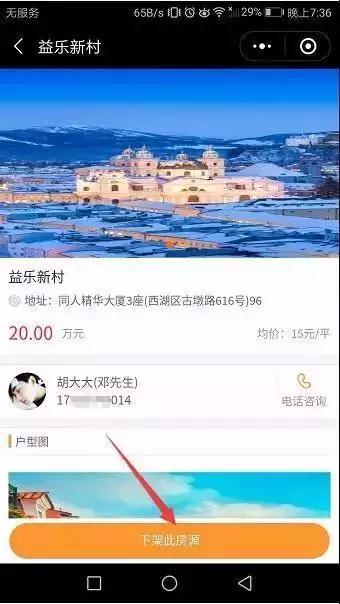 无服务 65B/s 29% 晚上7:36
益乐新村
益乐新村
地址：同人精华大厦3座(西湖区古墩路616号)96
20.00 万元 均价：15元/平
胡大大(邓先生)
17 014 电话咨询
户型图
下架此房源